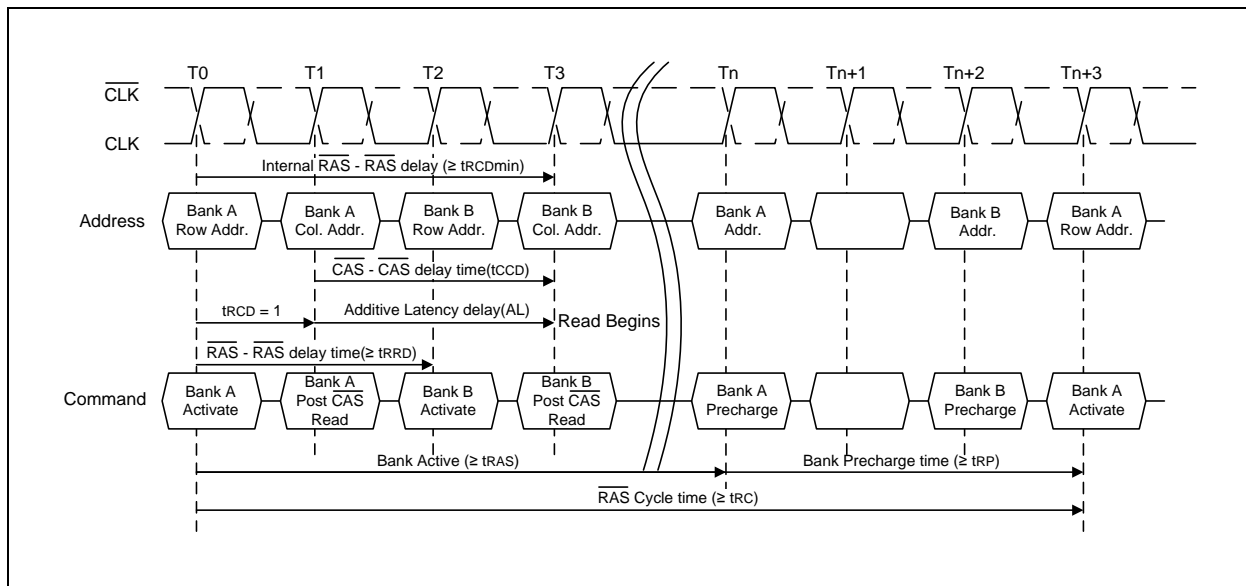 T0 T1 T2 T3 Tn Tn+1 Tn+2 Tn+3
CLK
CLK
Internal RAS - RAS delay (≥ tRCDmin)
Address
Bank A
Row Addr.
Bank A
Col. Addr.
Bank B
Row Addr.
Bank B
Col. Addr.
Bank A
Addr.
Bank B
Addr.
Bank A
Row Addr.
CAS - CAS delay time(tCCD)
tRCD = 1
Additive Latency delay(AL)
Read Begins
RAS - RAS delay time(≥ tRRD)
Command
Bank A
Activate
Bank A
Post CAS
Read
Bank B
Activate
Bank B
Post CAS
Read
Bank A
Precharge
Bank B
Precharge
Bank A
Activate
Bank Active (≥ tRAS)
Bank Precharge time (≥ tRP)
RAS Cycle time (≥ tRC)